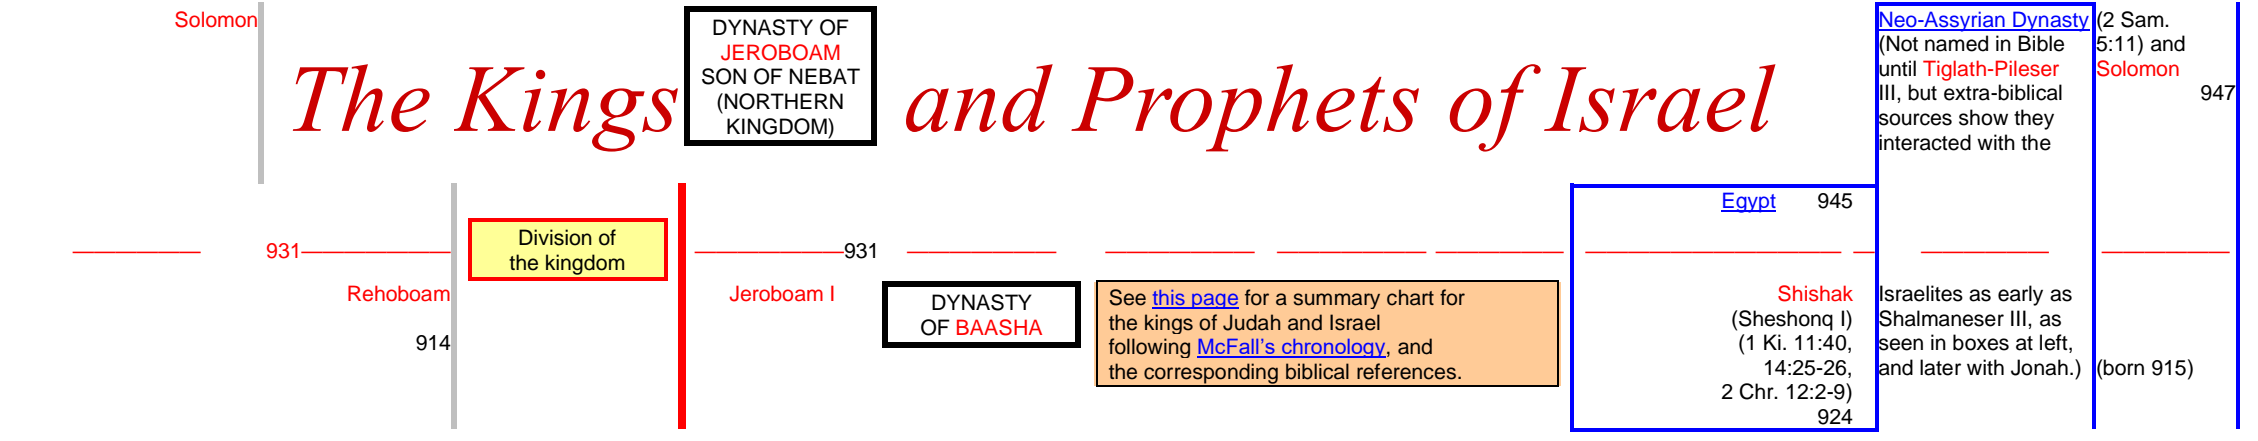 Solomon
The Kings and Prophets of Israel
DYNASTY OF
JEROBOAM
SON OF NEBAT
(NORTHERN
KINGDOM)
Neo-Assyrian Dynasty
(Not named in Bible
until Tiglath-Pileser
III, but extra-biblical
sources show they
interacted with the
(2 Sam.
5:11) and
Solomon
947
Egypt 945
931
Division of
the kingdom
931
Rehoboam
914
Jeroboam I
DYNASTY
OF BAASHA
See this page for a summary chart for
the kings of Judah and Israel
following McFall's chronology, and
the corresponding biblical references.
Shishak
(Sheshonq I)
(1 Ki. 11:40,
14:25-26,
2 Chr. 12:2-9)
924
Israelites as early as
Shalmaneser III, as
seen in boxes at left,
and later with Jonah.)
(born 915)